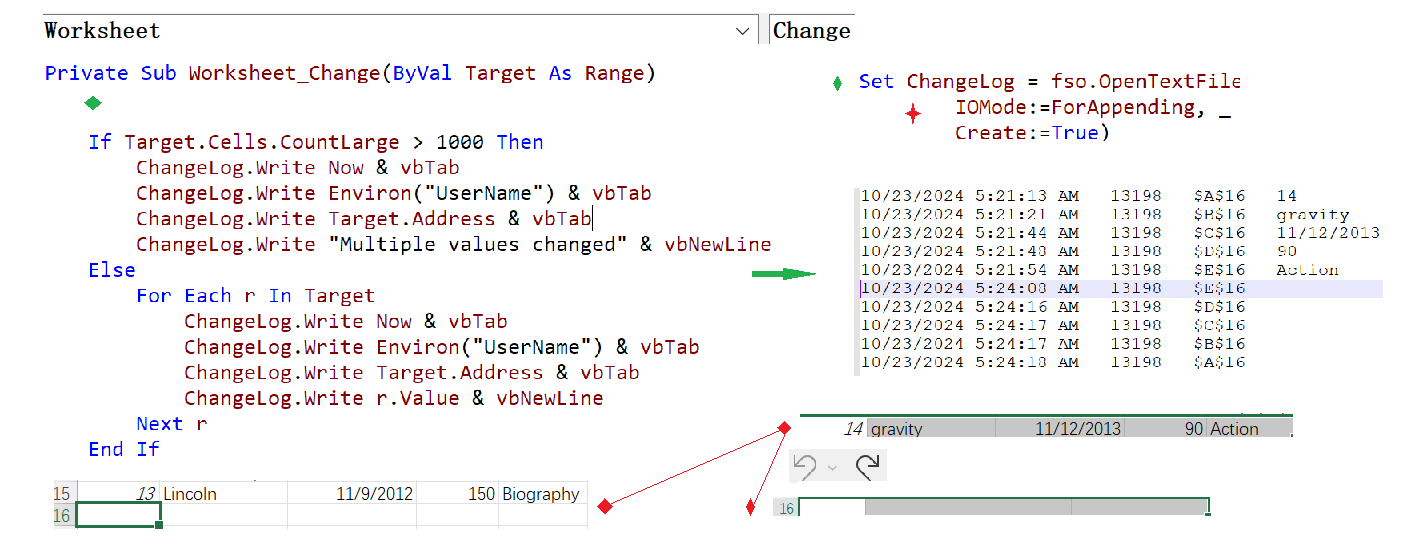 Worksheet
Change
Private Sub Worksheet_Change(ByVal Target As Range)
If Target.Cells.CountLarge > 1000 Then
ChangeLog.Write Now & vbTab
ChangeLog.Write Environ("UserName") & vbTab
ChangeLog.Write Target.Address & vbTab
ChangeLog.Write "Multiple values changed" & vbNewLine
Else
For Each r In Target
ChangeLog.Write Now & vbTab
ChangeLog.Write Environ("UserName") & vbTab
ChangeLog.Write Target.Address & vbTab
ChangeLog.Write r.Value & vbNewLine
Next r
End If
15 13 Lincoln 11/9/2012 150 Biography
16
Set ChangeLog = fso.OpenTextFile
IOMode:=ForAppending, _
Create:=True)
10/23/2024 5:21:13 AM 13198 $A$16 14
10/23/2024 5:21:21 AM 13198 $B$16 gravity
10/23/2024 5:21:44 AM 13198 $C$16 11/12/2013
10/23/2024 5:21:48 AM 13198 $D$16 90
10/23/2024 5:21:54 AM 13198 $E$16 Action
10/23/2024 5:24:08 AM 13198 $E$16
10/23/2024 5:24:16 AM 13198 $D$16
10/23/2024 5:24:17 AM 13198 $C$16
10/23/2024 5:24:17 AM 13198 $B$16
10/23/2024 5:24:18 AM 13198 $A$16
14 gravity 11/12/2013 90 Action
16